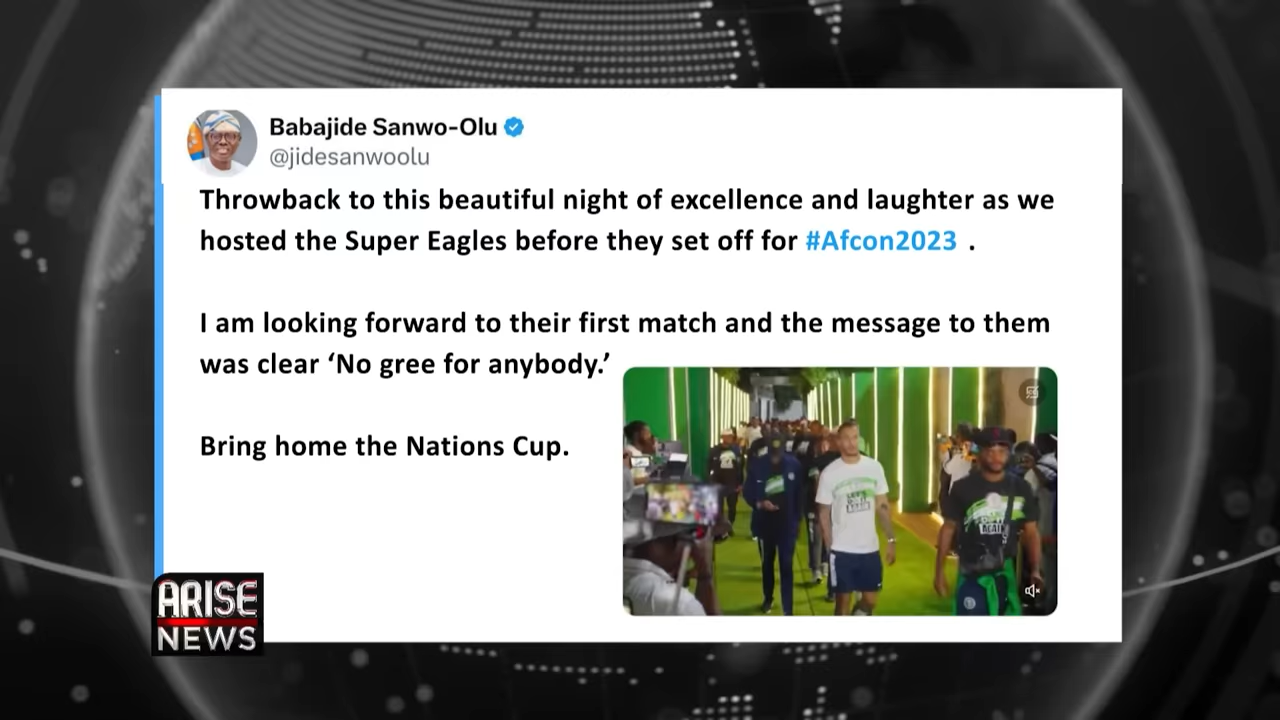 Babajide Sanwo-Olu
@jidesanwoolu
Throwback to this beautiful night of excellence and laughter as we
hosted the Super Eagles before they set off for #Afcon2023 .
I am looking forward to their first match and the message to them
was clear ‘No gree for anybody.’
Bring home the Nations Cup.
ARISE
NEWS